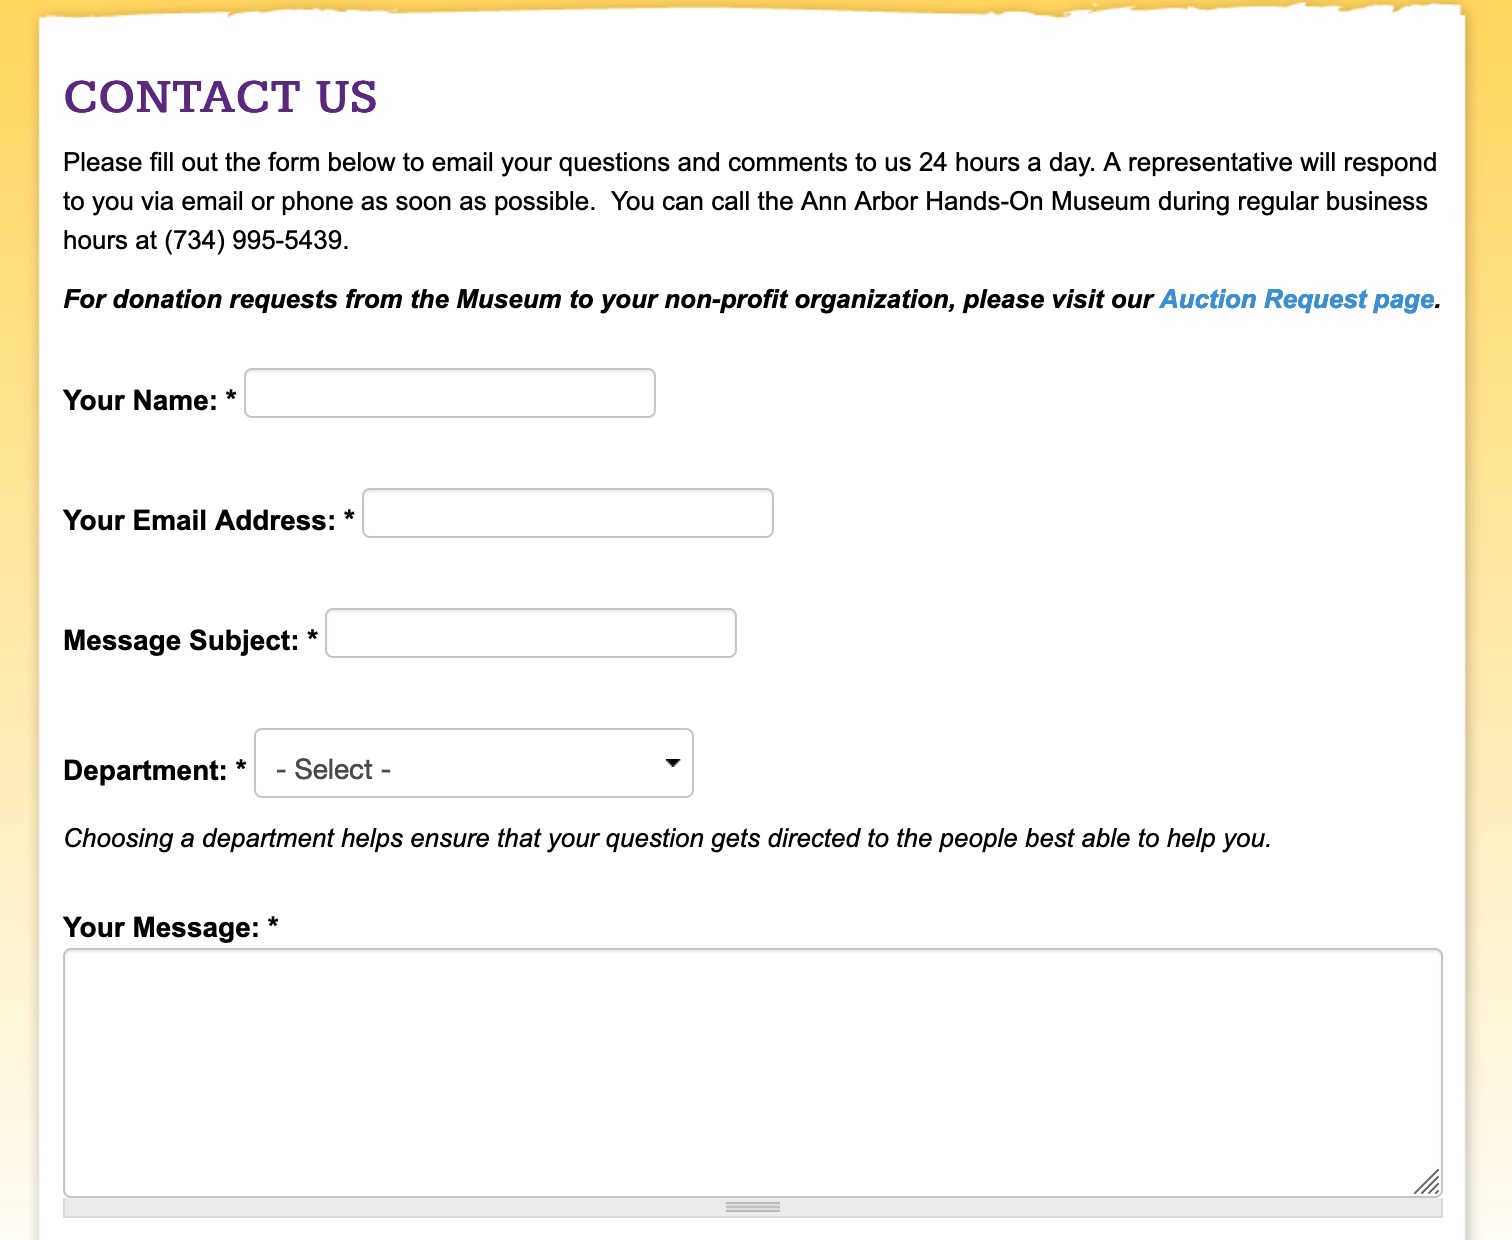 CONTACT US
Please fill out the form below to email your questions and comments to us 24 hours a day. A representative will respond
to you via email or phone as soon as possible.  You can call the Ann Arbor Hands-On Museum during regular business
hours at (734) 995-5439.
For donation requests from the Museum to your non-profit organization, please visit our Auction Request page.
Your Name: *
Your Email Address: *
Message Subject: *
Department: * - Select -
Choosing a department helps ensure that your question gets directed to the people best able to help you.
Your Message: *